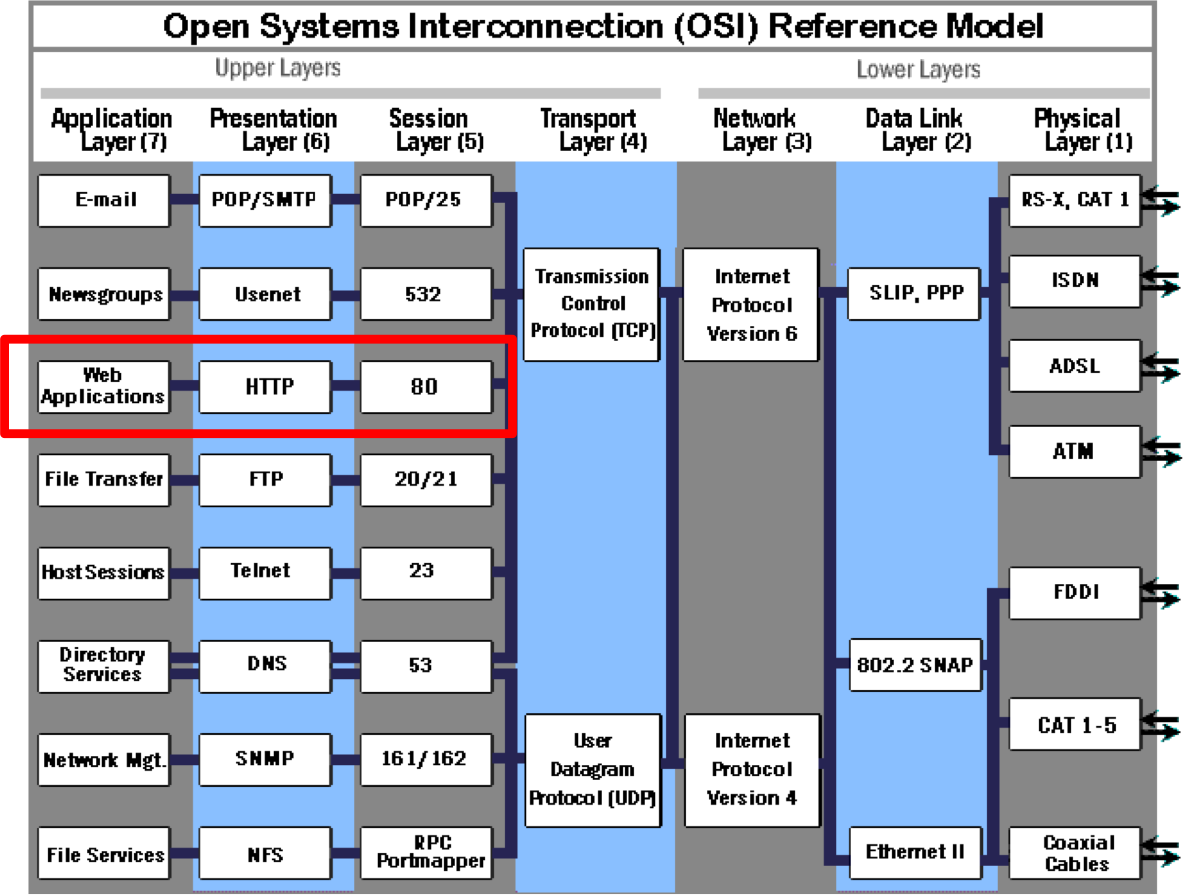 Open Systems Interconnection (OSI) Reference Model
Upper Layers
Lower Layers
Application
Layer (7)
Presentation
Layer (6)
Session
Layer (5)
Transport
Layer (4)
Network
Layer (3)
Data Link
Layer (2)
Physical
Layer (1)
E-mail
POP/SMTP
POP/25
Newsgroups
Usenet
532
Web
Applications
HTTP
80
File Transfer
FTP
20/21
Host Sessions
Telnet
23
Directory
Services
DNS
53
Network Mgt.
SNMP
161/162
File Services
NFS
RPC
Portmapper
Transmission
Control
Protocol (TCP)
User
Datagram
Protocol (UDP)
Internet
Protocol
Version 6
Internet
Protocol
Version 4
SLIP, PPP
802.2 SNAP
Ethernet II
RS-X, CAT 1
ISDN
ADSL
ATM
FDDI
CAT 1-5
Coaxial
Cables